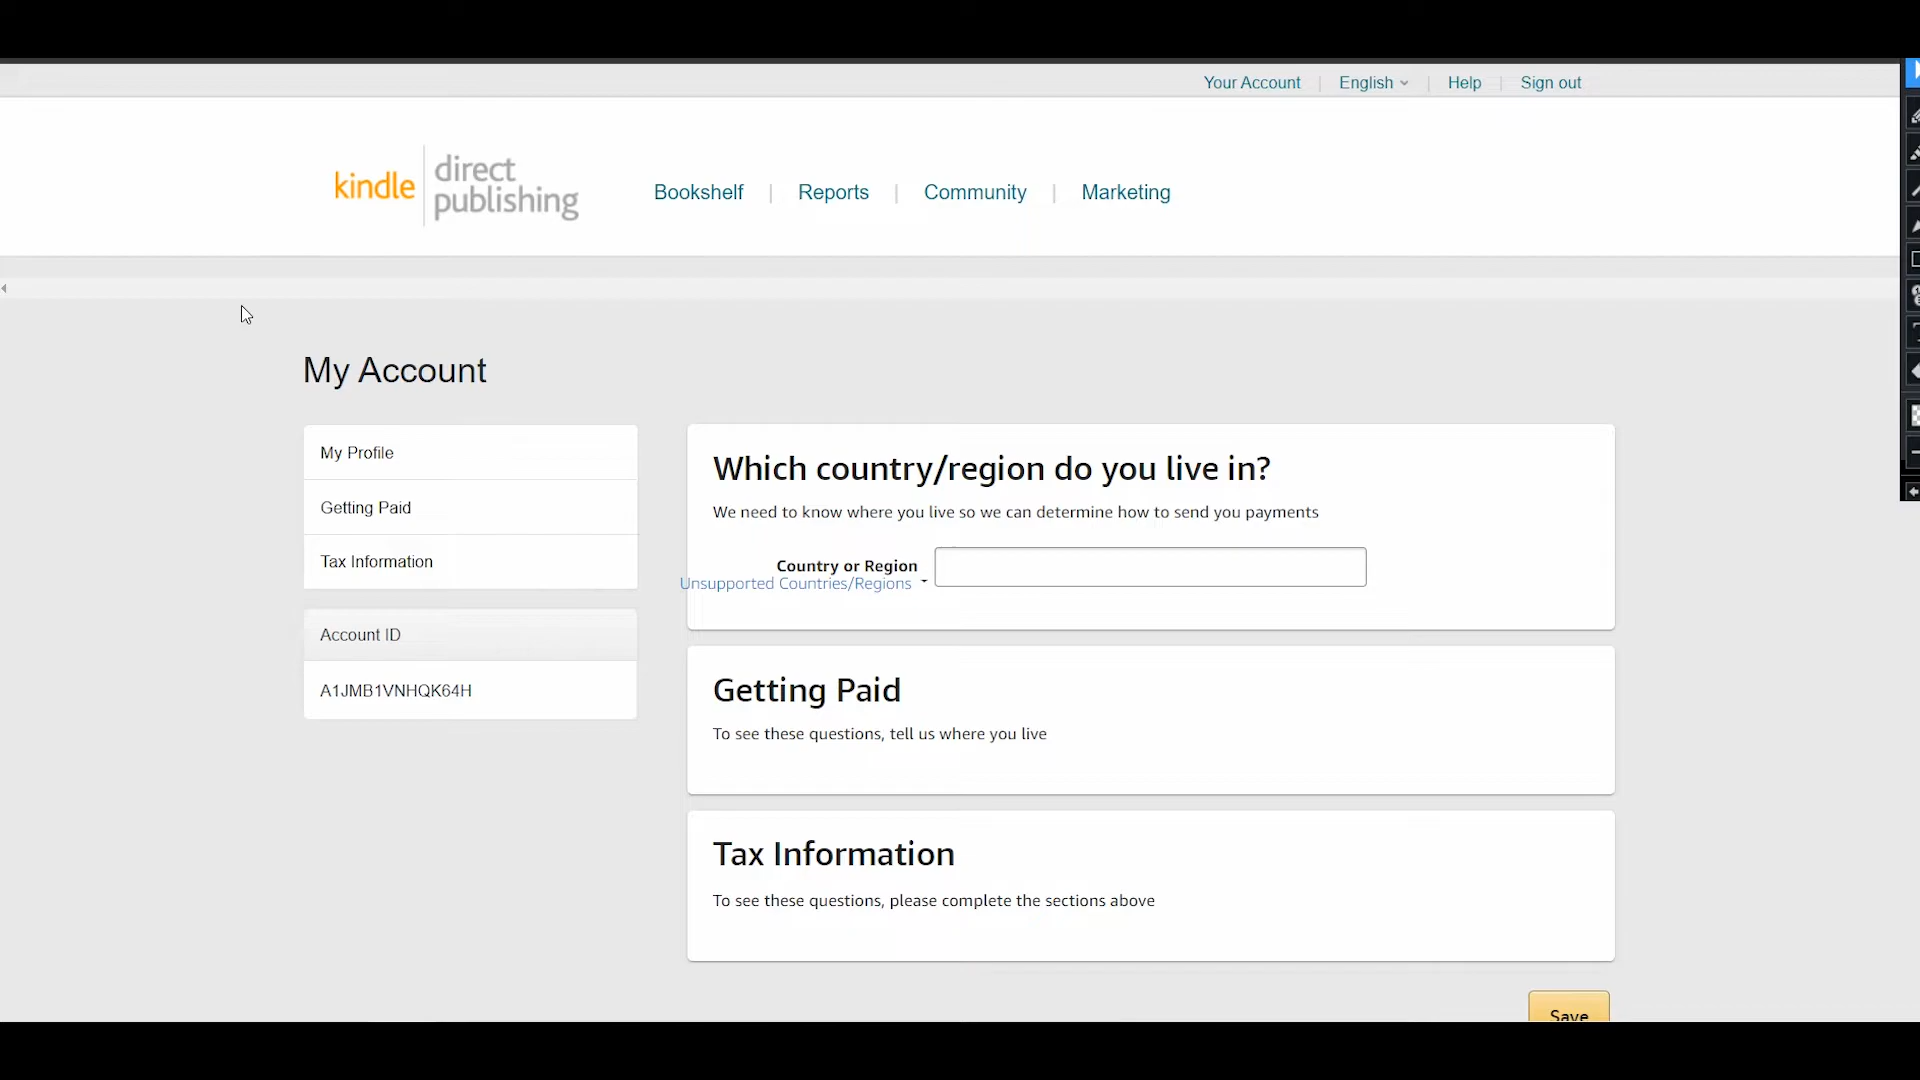 Your Account | English | Help | Sign out
kindle direct publishing
Bookshelf | Reports | Community | Marketing
My Account
My Profile
Getting Paid
Tax Information
Account ID
A1JMB1VNHQK64H
Which country/region do you live in?
We need to know where you live so we can determine how to send you payments
Country or Region
Unsupported Countries/Regions
Getting Paid
To see these questions, tell us where you live
Tax Information
To see these questions, please complete the sections above
Save